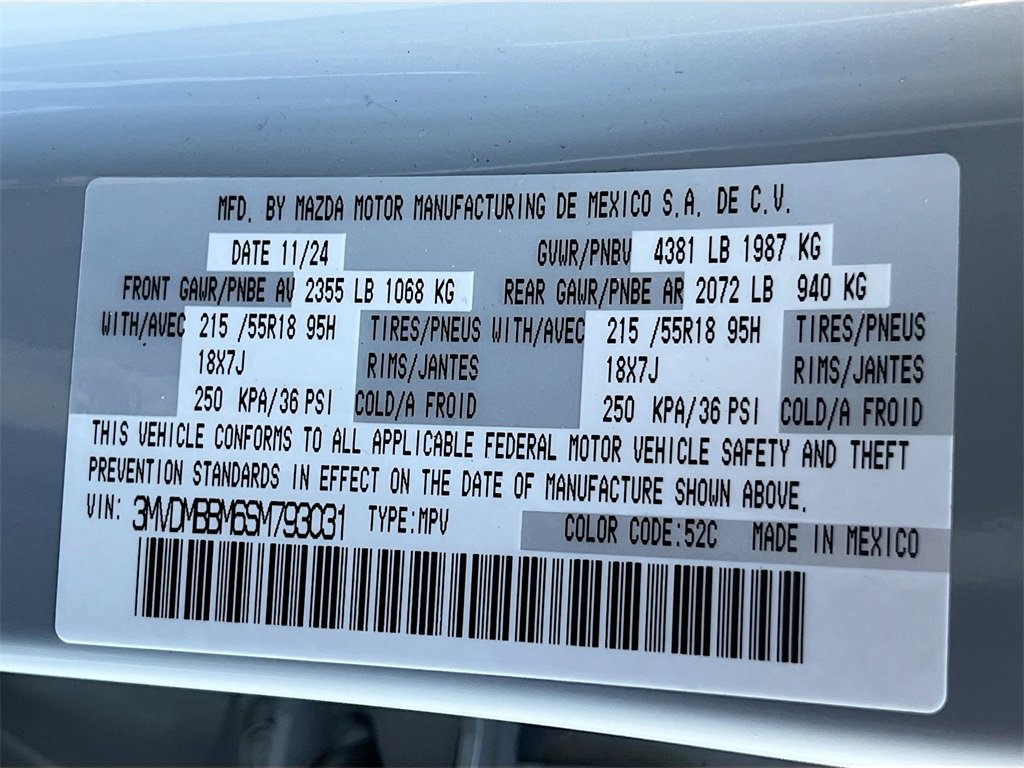 MFD. BY MAZDA MOTOR MANUFACTURING DE MEXICO S.A. DE C.V.
DATE 11/24 GVWR/PNBV 4381 LB 1987 KG
FRONT GAWR/PNBE AV 2355 LB 1068 KG REAR GAWR/PNBE AR 2072 LB 940 KG
WITH/AVEC 215 /55R18 95H TIRES/PNEUS WITH/AVEC 215 /55R18 95H TIRES/PNEUS
18X7J RIMS/JANTES 18X7J RIMS/JANTES
250 KPA/36 PSI COLD/A FROID 250 KPA/36 PSI COLD/A FROID
THIS VEHICLE CONFORMS TO ALL APPLICABLE FEDERAL MOTOR VEHICLE SAFETY AND THEFT
PREVENTION STANDARDS IN EFFECT ON THE DATE OF MANUFACTURE SHOWN ABOVE.
VIN: 3MVDMBBM6SM793031 TYPE:MPV COLOR CODE:52C MADE IN MEXICO